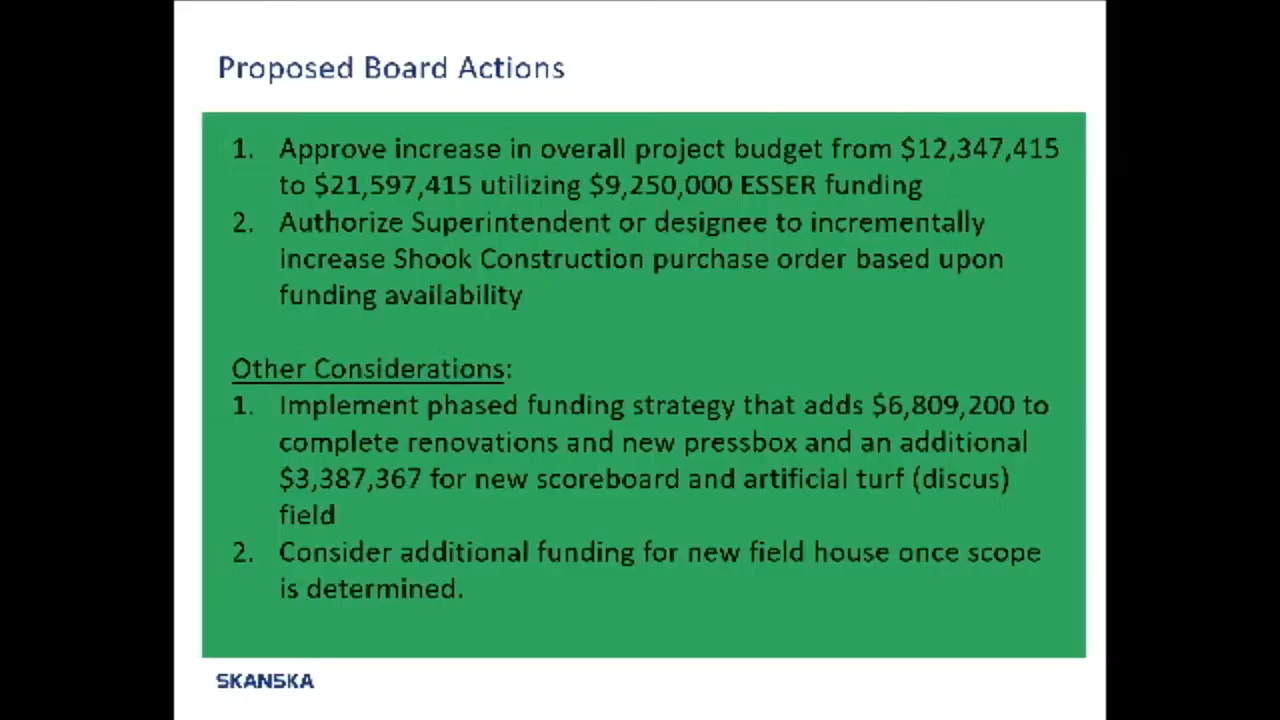 Proposed Board Actions
1. Approve increase in overall project budget from $12,347,415
to $21,597,415 utilizing $9,250,000 ESSER funding
2. Authorize Superintendent or designee to incrementally
increase Shook Construction purchase order based upon
funding availability
Other Considerations:
1. Implement phased funding strategy that adds $6,809,200 to
complete renovations and new pressbox and an additional
$3,387,367 for new scoreboard and artificial turf (discus)
field
2. Consider additional funding for new field house once scope
is determined.
SKANSKA